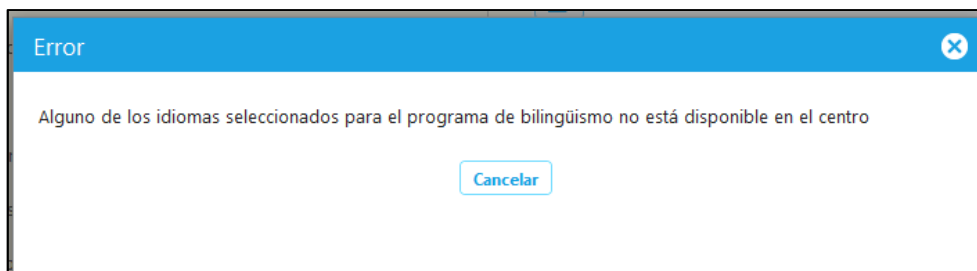 Error
Alguno de los idiomas seleccionados para el programa de bilingüismo no está disponible en el centro
Cancelar